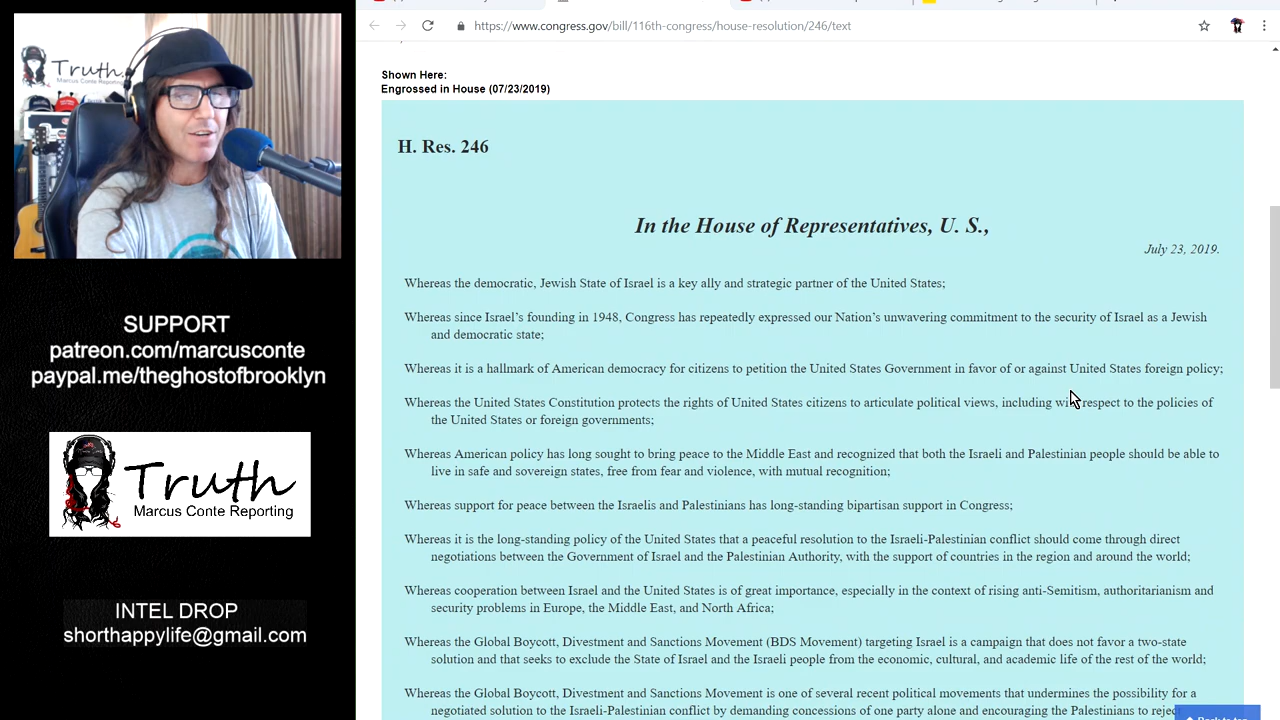 Truth.
Marcus Conte Reporting
SUPPORT
patreon.com/marcusconte
paypal.me/theghostofbrooklyn
Truth
Marcus Conte Reporting
INTEL DROP
shorthappylife@gmail.com
https://www.congress.gov/bill/116th-congress/house-resolution/246/text
Shown Here:
Engrossed in House (07/23/2019)
H. Res. 246
In the House of Representatives, U. S.,
July 23, 2019.
Whereas the democratic, Jewish State of Israel is a key ally and strategic partner of the United States;
Whereas since Israel’s founding in 1948, Congress has repeatedly expressed our Nation’s unwavering commitment to the security of Israel as a Jewish
and democratic state;
Whereas it is a hallmark of American democracy for citizens to petition the United States Government in favor of or against United States foreign policy;
Whereas the United States Constitution protects the rights of United States citizens to articulate political views, including with respect to the policies of
the United States or foreign governments;
Whereas American policy has long sought to bring peace to the Middle East and recognized that both the Israeli and Palestinian people should be able to
live in safe and sovereign states, free from fear and violence, with mutual recognition;
Whereas support for peace between the Israelis and Palestinians has long-standing bipartisan support in Congress;
Whereas it is the long-standing policy of the United States that a peaceful resolution to the Israeli-Palestinian conflict should come through direct
negotiations between the Government of Israel and the Palestinian Authority, with the support of countries in the region and around the world;
Whereas cooperation between Israel and the United States is of great importance, especially in the context of rising anti-Semitism, authoritarianism and
security problems in Europe, the Middle East, and North Africa;
Whereas the Global Boycott, Divestment and Sanctions Movement (BDS Movement) targeting Israel is a campaign that does not favor a two-state
solution and that seeks to exclude the State of Israel and the Israeli people from the economic, cultural, and academic life of the rest of the world;
Whereas the Global Boycott, Divestment and Sanctions Movement is one of several recent political movements that undermines the possibility for a
negotiated solution to the Israeli-Palestinian conflict by demanding concessions of one party alone and encouraging the Palestinians to reject